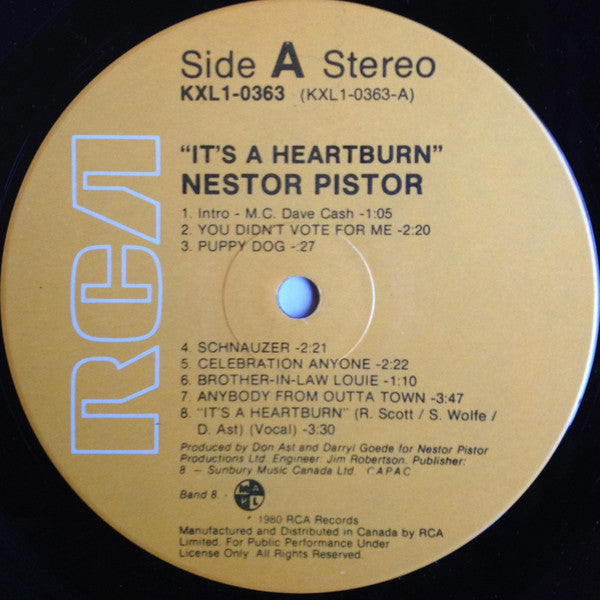 RCA
Side A Stereo
KXL1-0363 (KXL1-0363-A)
"IT'S A HEARTBURN"
NESTOR PISTOR
1. Intro - M.C. Dave Cash -1:05
2. YOU DIDN'T VOTE FOR ME -2:20
3. PUPPY DOG -:27
4. SCHNAUZER -2:21
5. CELEBRATION ANYONE -2:22
6. BROTHER-IN-LAW LOUIE -1:10
7. ANYBODY FROM OUTTA TOWN -3:47
8. "IT'S A HEARTBURN" (R. Scott / S. Wolfe /
D. Ast) (Vocal) -3:30
Produced by Don Ast and Darryl Goede for Nestor Pistor
Productions Ltd. Engineer: Jim Robertson. Publisher:
8 – Sunbury Music Canada Ltd. CAPAC
Band 8. M A P L
1980 RCA Records
Manufactured and Distributed in Canada by RCA
Limited. For Public Performance Under
License Only. All Rights Reserved.